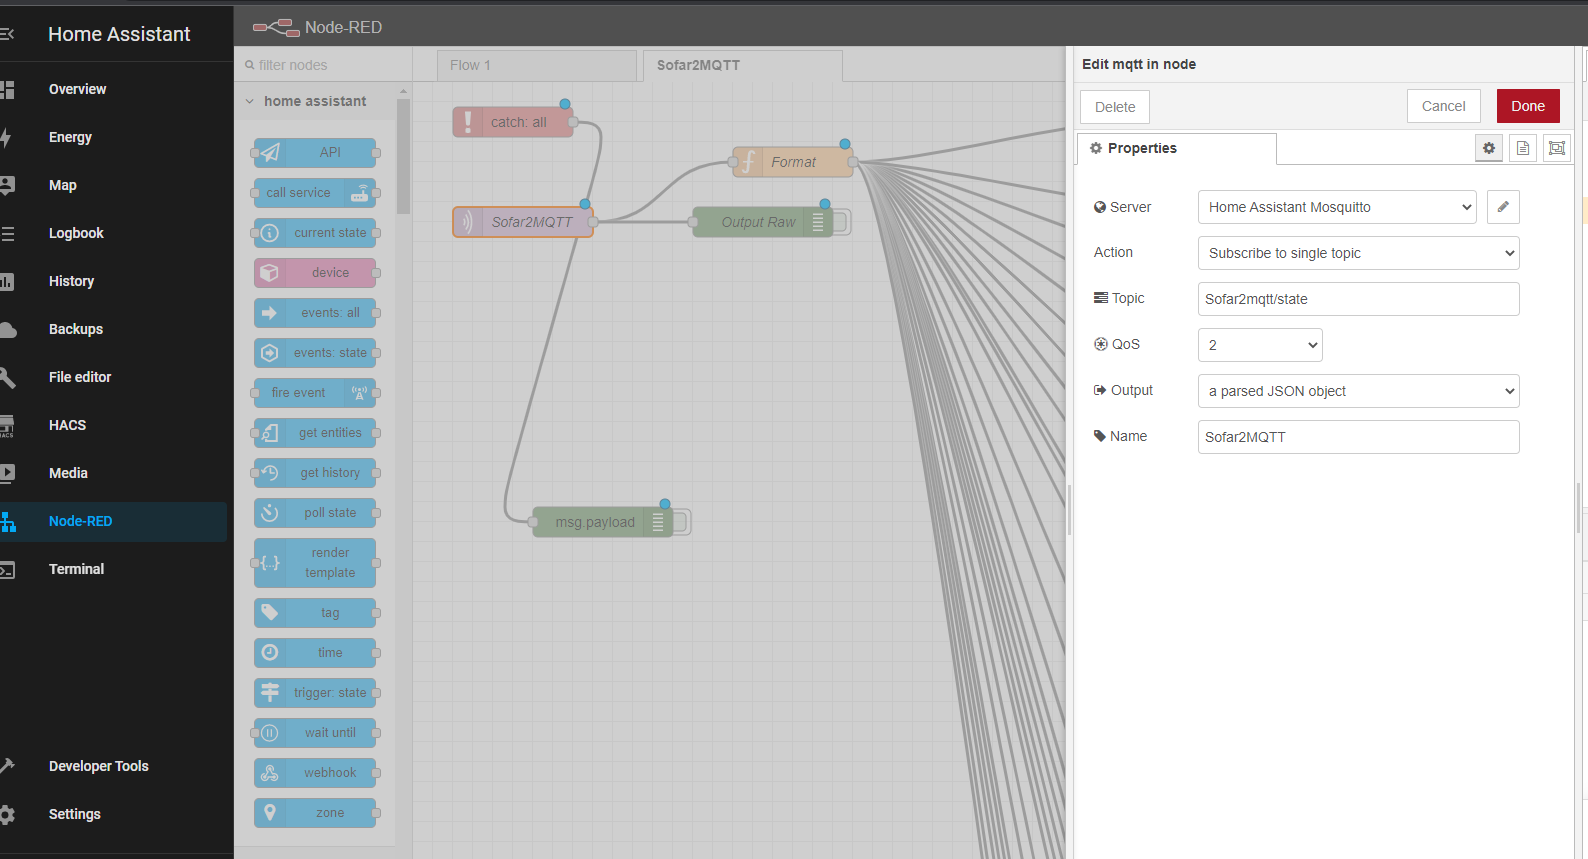 Home Assistant
Overview
Energy
Map
Logbook
History
Backups
File editor
HACS
HACS
Media
Node-RED
Terminal
Developer Tools
Settings
Node-RED
filter nodes
home assistant
API
call service
current state
device
events: all
events: state
fire event
get entities
get history
poll state
render
template
tag
time
trigger: state
wait until
webhook
zone
Flow 1
Sofar2MQTT
catch: all
Format
Sofar2MQTT
Output Raw
msg.payload
Edit mqtt in node
Delete
Cancel
Done
Properties
Server
Home Assistant Mosquitto
Action
Subscribe to single topic
Topic
Sofar2mqtt/state
QoS
2
Output
a parsed JSON object
Name
Sofar2MQTT